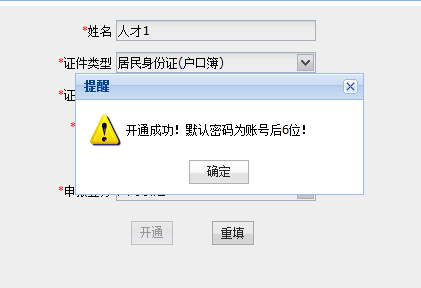 *姓名 人才1
*证件类型 居民身份证(户口簿)
*证
提醒
*
开通成功！默认密码为账号后6位！
确定
开通 重填